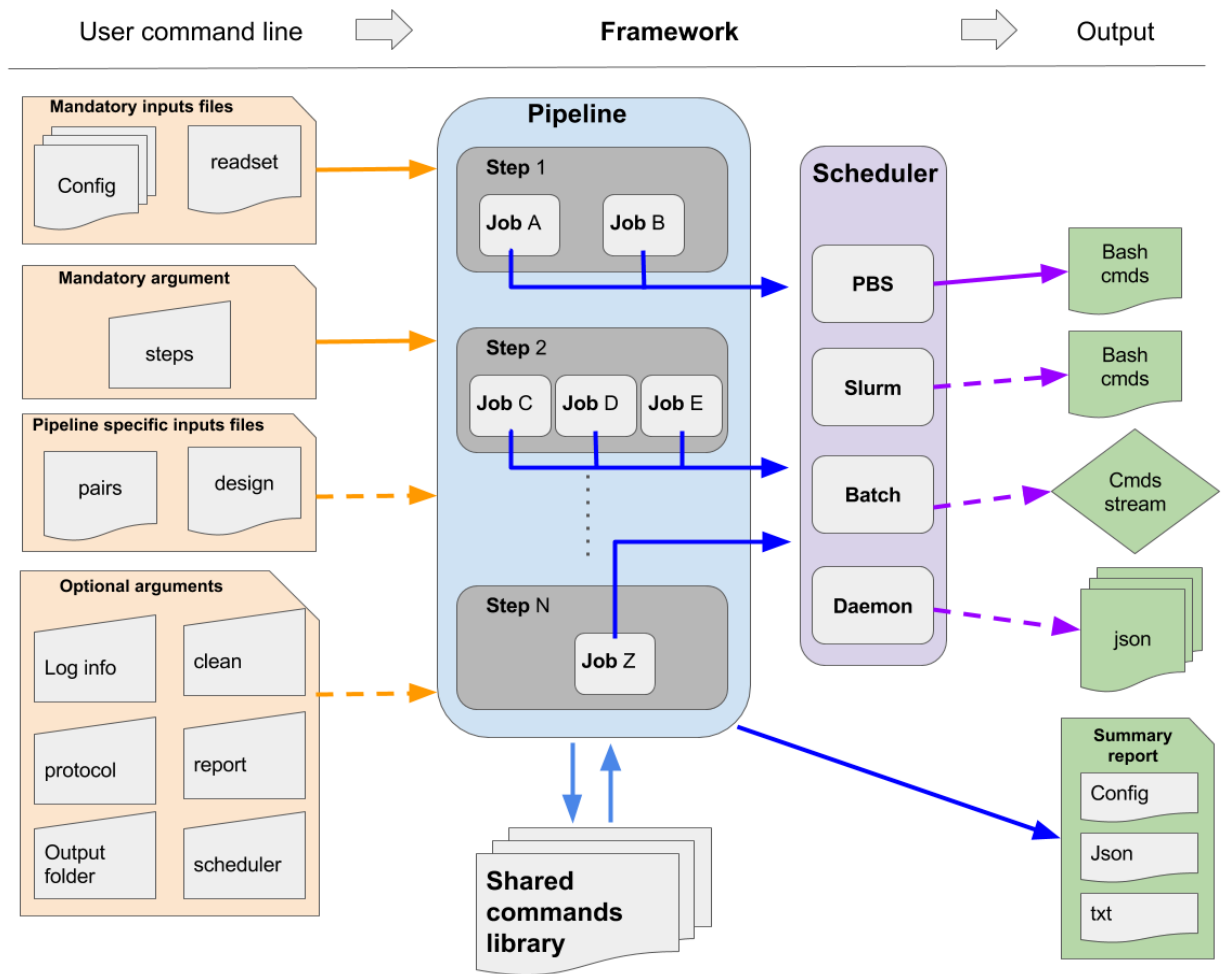 User command line
Framework
Output
Mandatory inputs files
Config
readset
Mandatory argument
steps
Pipeline specific inputs files
pairs
design
Optional arguments
Log info
clean
protocol
report
Output
folder
scheduler
Pipeline
Step 1
Job A
Job B
Step 2
Job C
Job D
Job E
Step N
Job Z
Shared
commands
library
Scheduler
PBS
Slurm
Batch
Daemon
Bash
cmds
Bash
cmds
Cmds
stream
json
Summary
report
Config
Json
txt